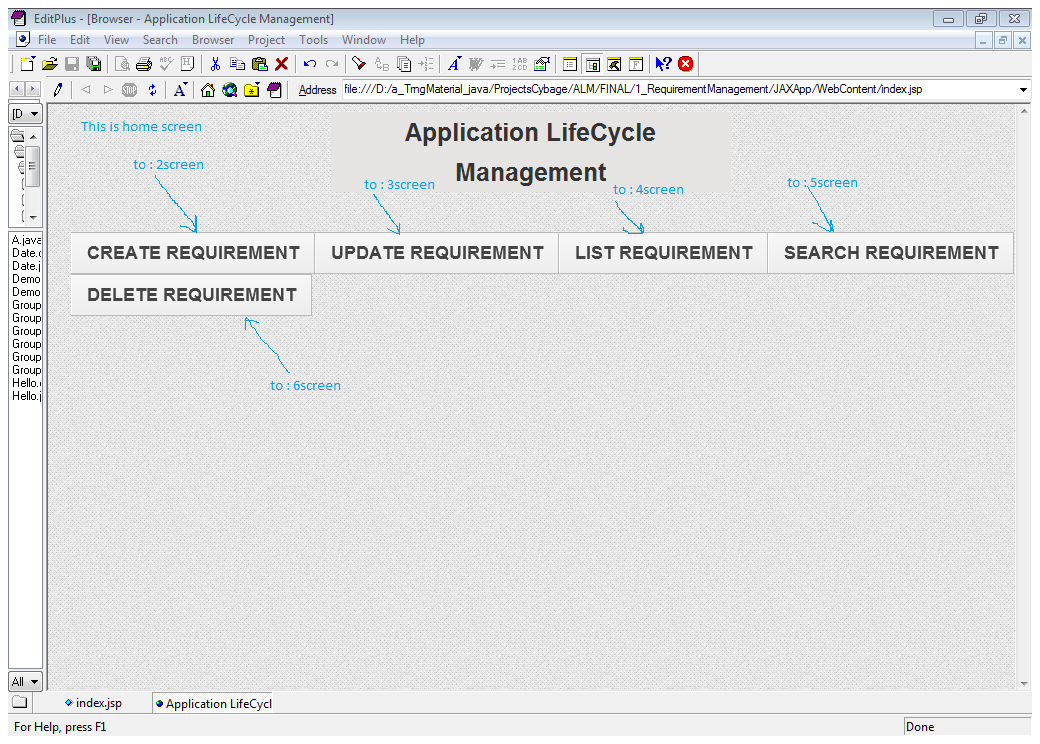 EditPlus - [Browser - Application LifeCycle Management]
File Edit View Search Browser Project Tools Window Help
Address file:///D:/a_TrngMaterial_java/ProjectsCybage/ALM/FINAL/1_RequirementManagement/JAXApp/WebContent/index.jsp
[D
This is home screen
Application LifeCycle
Management
to : 2screen
to : 3screen
to : 4screen
to : 5screen
CREATE REQUIREMENT UPDATE REQUIREMENT LIST REQUIREMENT SEARCH REQUIREMENT
DELETE REQUIREMENT
to : 6screen
A.java
Date.c
Date.j
Demo
Demo
Group
Group
Group
Group
Group
Group
Hello.c
Hello.j
All
index.jsp Application LifeCycl
For Help, press F1 Done